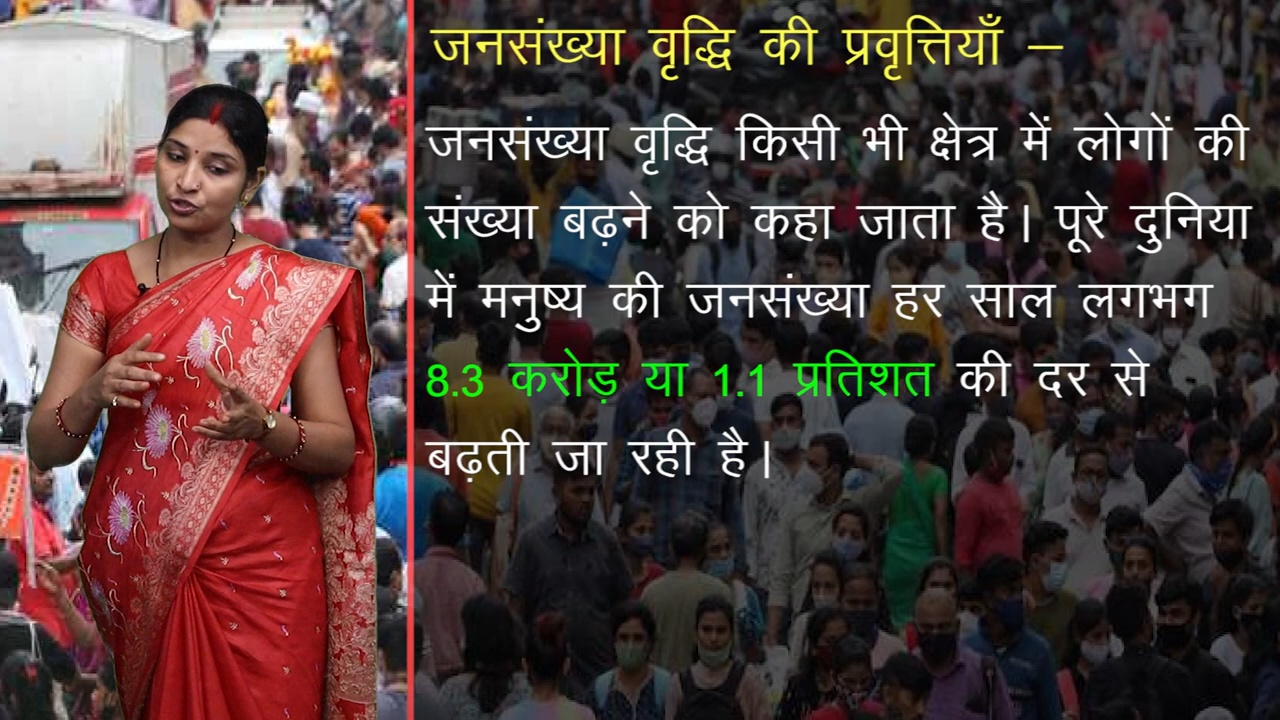 जनसंख्या वृद्धि की प्रवृत्तियाँ –
जनसंख्या वृद्धि किसी भी क्षेत्र में लोगों की
संख्या बढ़ने को कहा जाता है। पूरे दुनिया
में मनुष्य की जनसंख्या हर साल लगभग
8.3 करोड़ या 1.1 प्रतिशत की दर से
बढ़ती जा रही है।